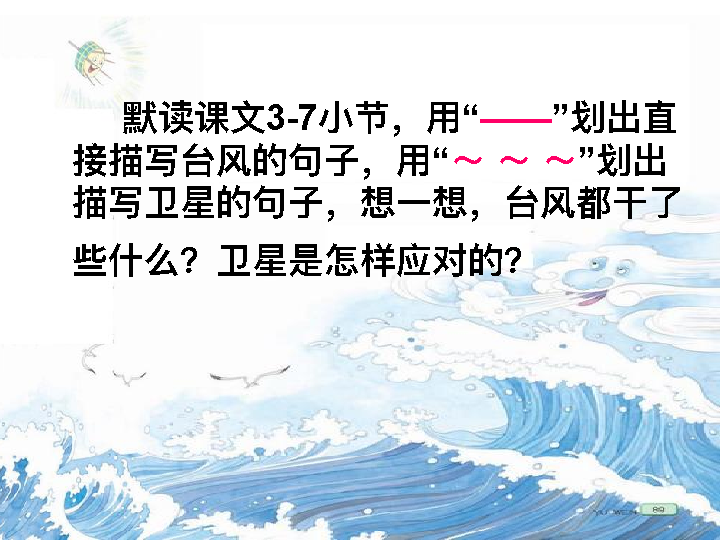 默读课文3-7小节，用“——”划出直
接描写台风的句子，用“～ ～ ～”划出
描写卫星的句子，想一想，台风都干了
些什么？卫星是怎样应对的？
YU WEN 89